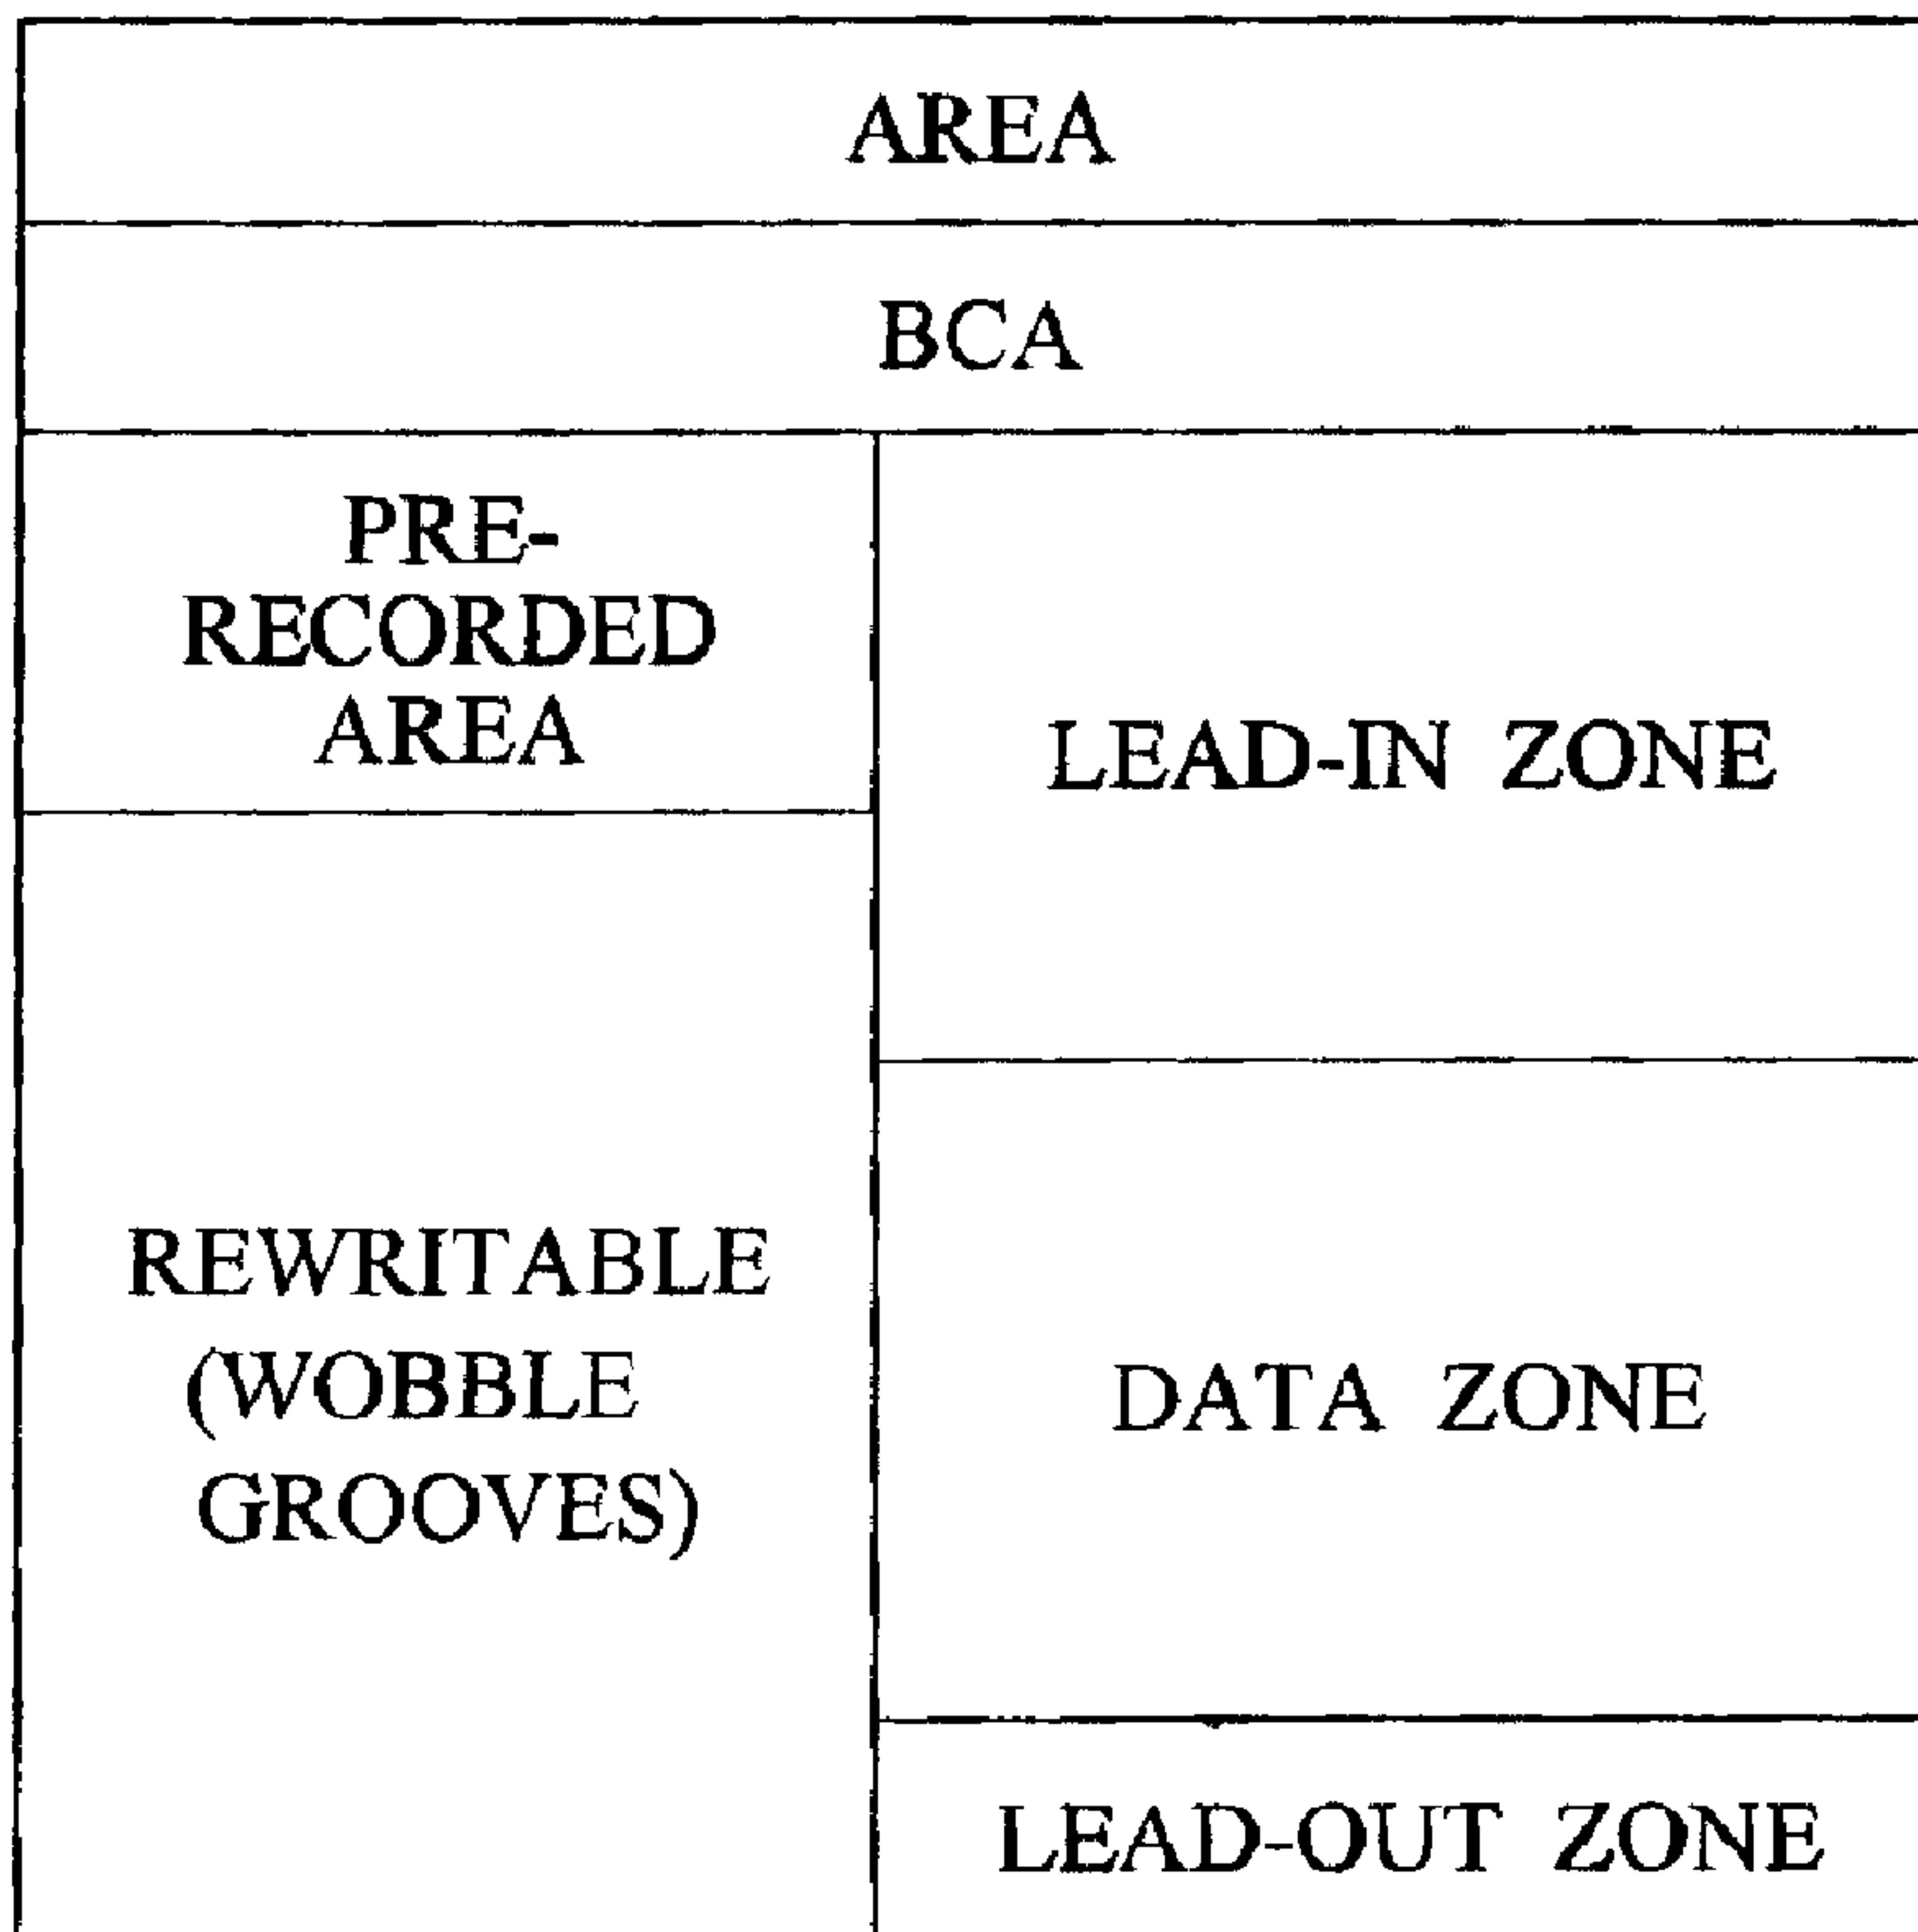 AREA
BCA
PRE-
RECORDED
AREA
LEAD-IN ZONE
REWRITABLE
(WOBBLE
GROOVES)
DATA ZONE
LEAD-OUT ZONE